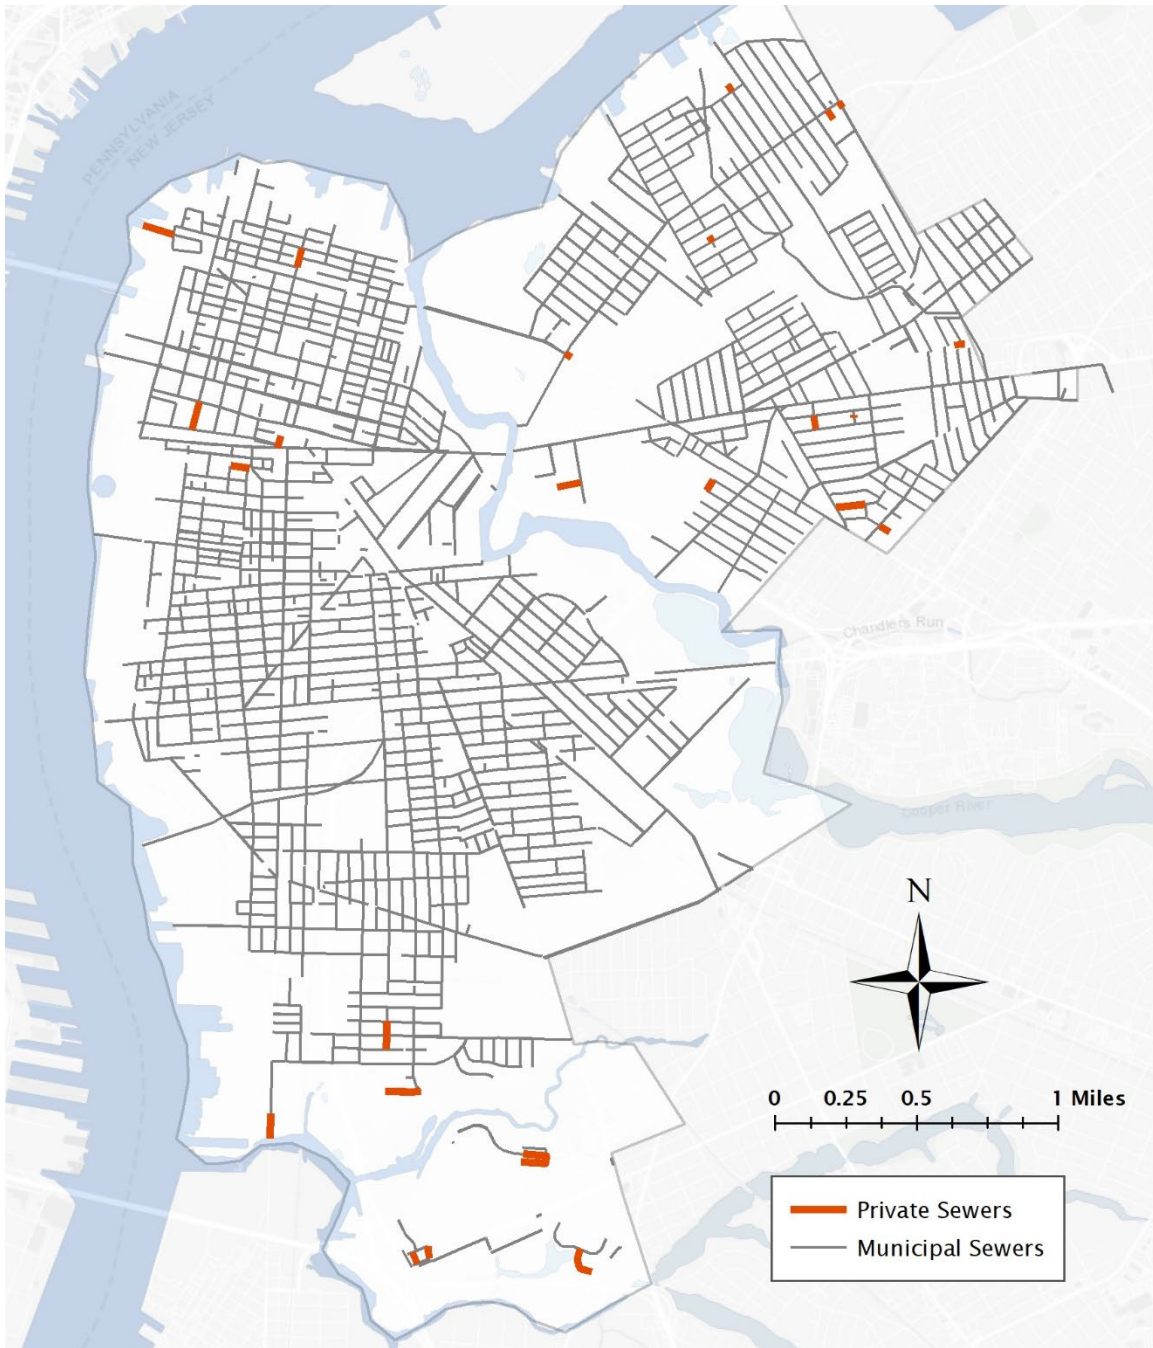 PENNSYLVANIA
NEW JERSEY
Chandlers Run
Cooper River
N
0 0.25 0.5 1 Miles
Private Sewers
Municipal Sewers